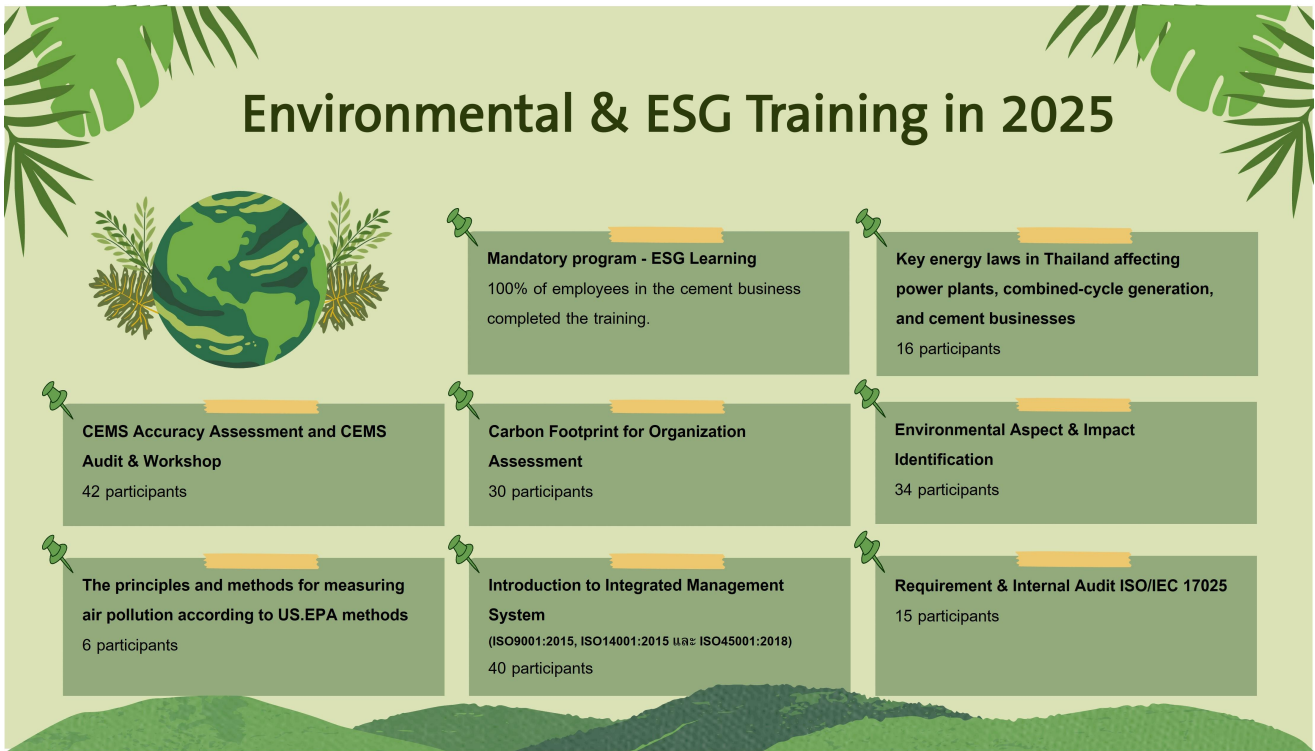 Environmental & ESG Training in 2025
Mandatory program - ESG Learning
100% of employees in the cement business
completed the training.
Key energy laws in Thailand affecting
power plants, combined-cycle generation,
and cement businesses
16 participants
CEMS Accuracy Assessment and CEMS
Audit & Workshop
42 participants
Carbon Footprint for Organization
Assessment
30 participants
Environmental Aspect & Impact
Identification
34 participants
The principles and methods for measuring
air pollution according to US.EPA methods
6 participants
Introduction to Integrated Management
System
(ISO9001:2015, ISO14001:2015 และ ISO45001:2018)
40 participants
Requirement & Internal Audit ISO/IEC 17025
15 participants